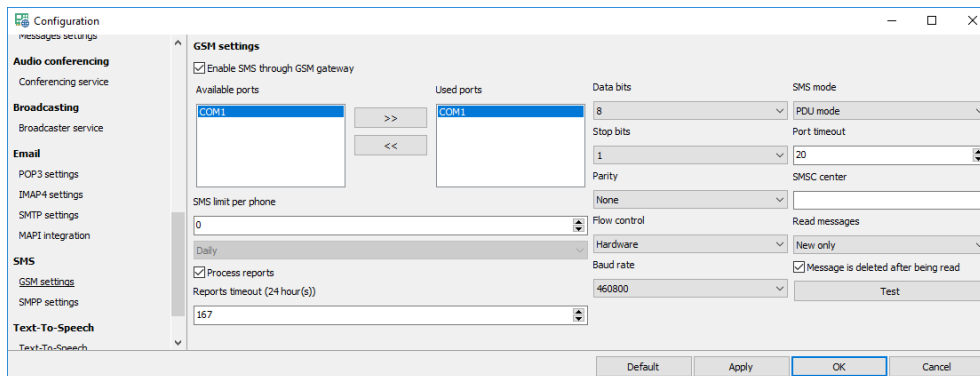 Configuration
Messages settings
Audio conferencing
Conferencing service
Broadcasting
Broadcaster service
Email
POP3 settings
IMAP4 settings
SMTP settings
MAPI integration
SMS
GSM settings
SMPP settings
Text-To-Speech
Text-To-Speech
GSM settings
Enable SMS through GSM gateway
Available ports
COM1
>>
<<
Used ports
COM1
SMS limit per phone
0
Daily
Process reports
Reports timeout (24 hour(s))
167
Data bits
8
Stop bits
1
Parity
None
Flow control
Hardware
Baud rate
460800
SMS mode
PDU mode
Port timeout
20
SMSC center
Read messages
New only
Message is deleted after being read
Test
Default
Apply
OK
Cancel